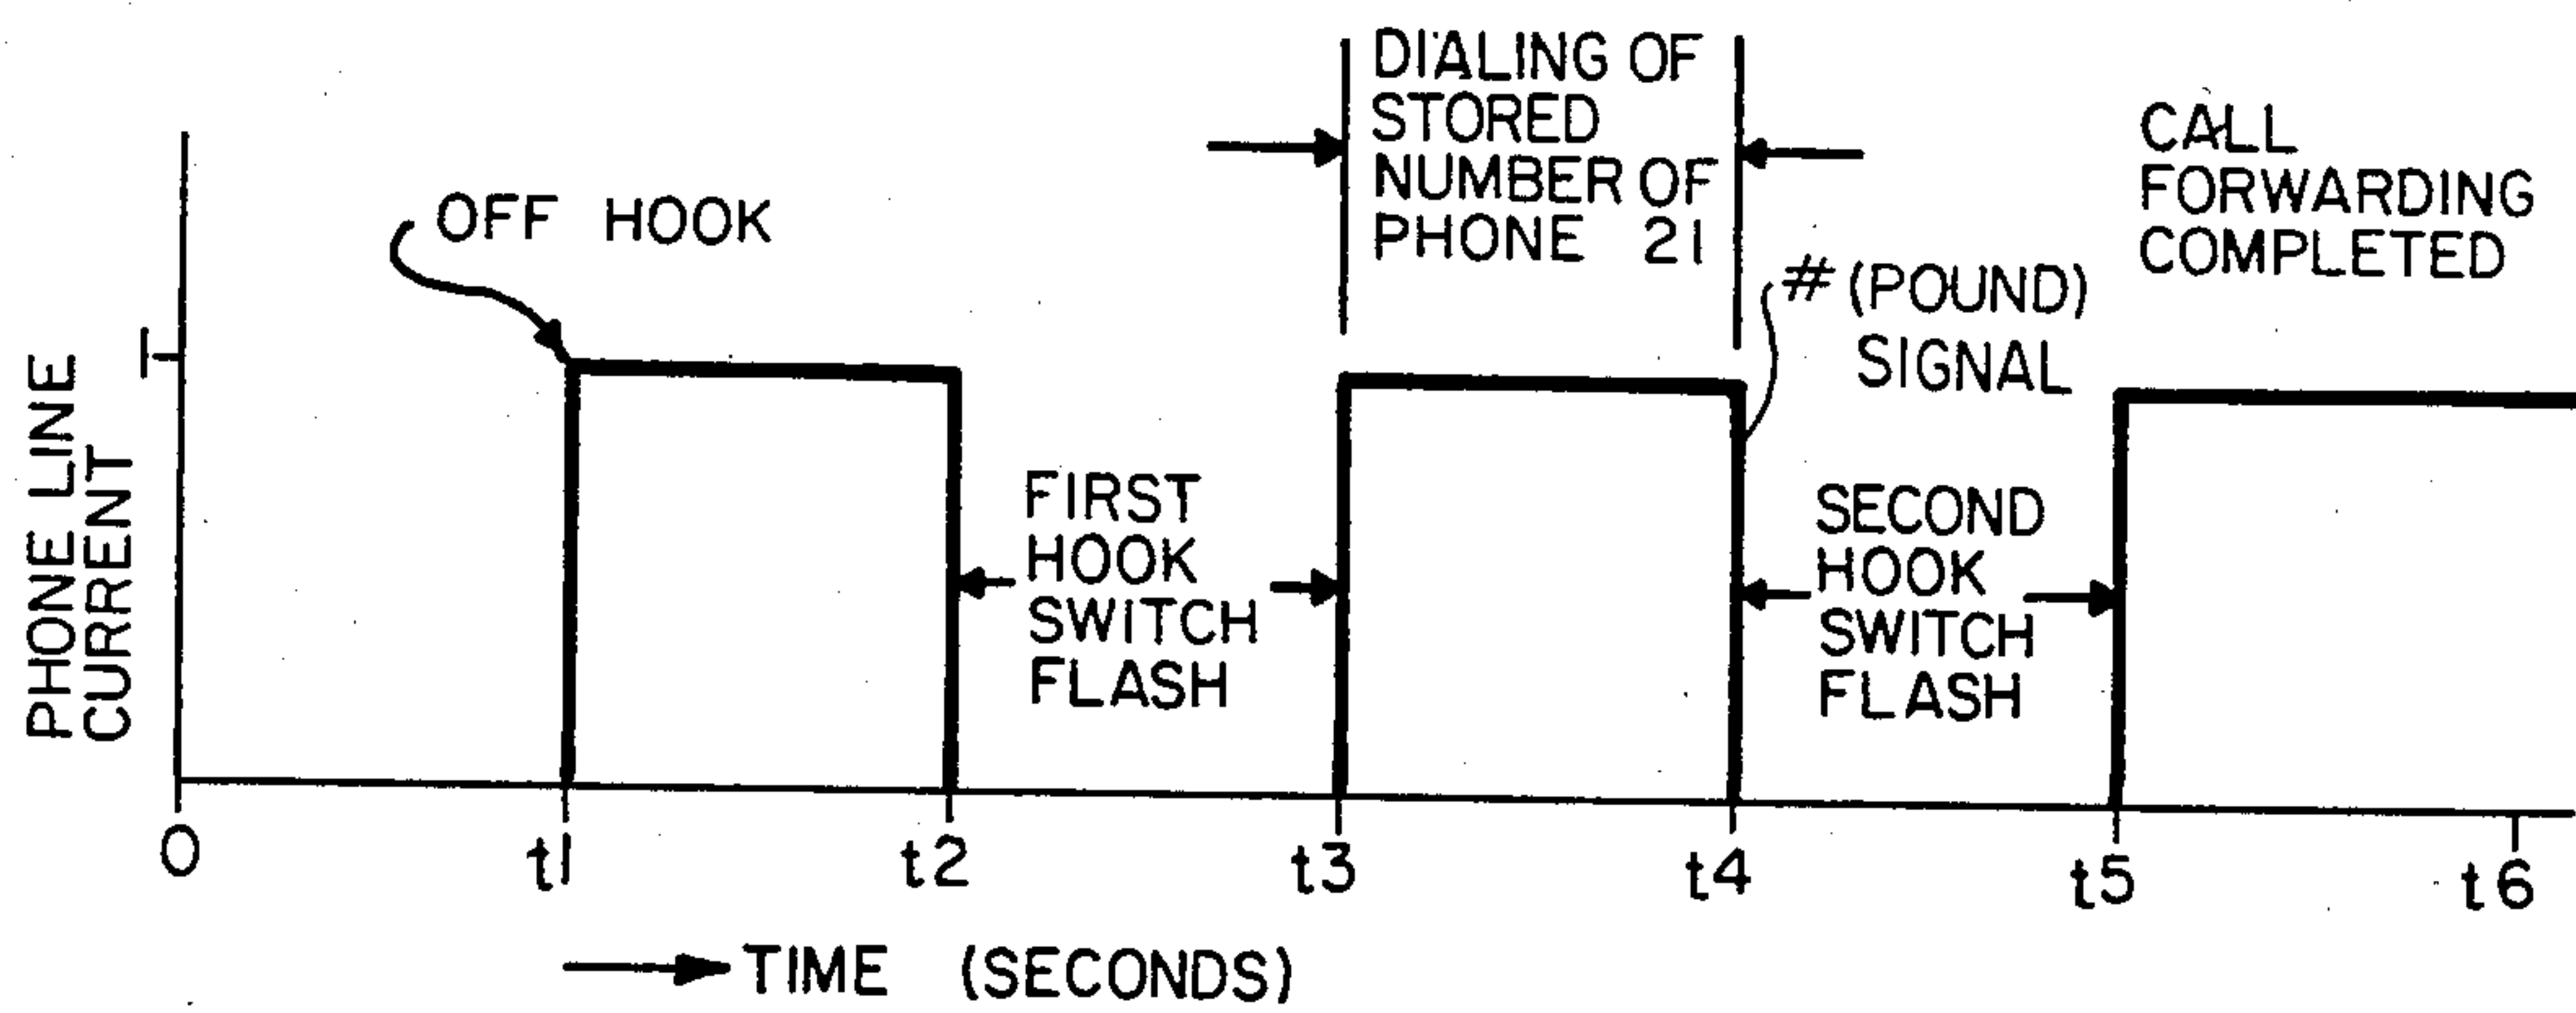 DIALING OF
STORED
NUMBER OF
PHONE 21
CALL
FORWARDING
COMPLETED
OFF HOOK
# (POUND)
SIGNAL
I
PHONE LINE
CURRENT
FIRST
HOOK
SWITCH
FLASH
SECOND
HOOK
SWITCH
FLASH
0 t1 t2 t3 t4 t5 t6
TIME (SECONDS)